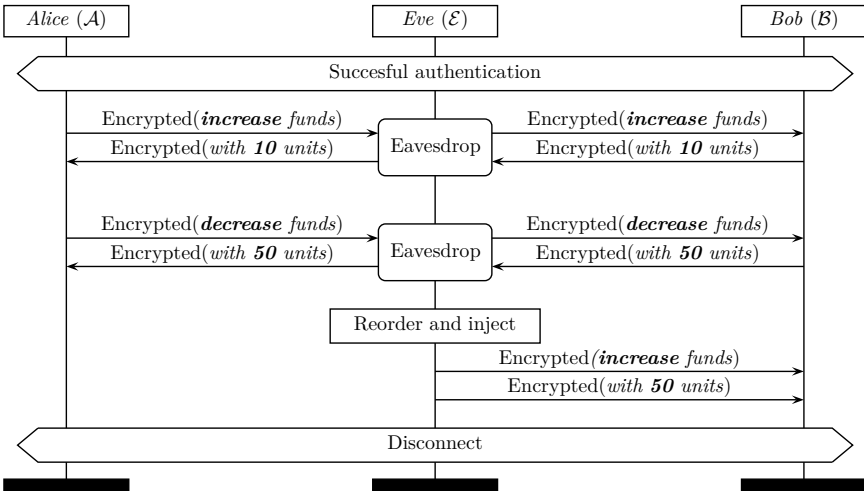 Alice (𝒜) Eve (ℰ) Bob (ℬ)
Succesful authentication
Encrypted(increase funds) Encrypted(increase funds)
Eavesdrop
Encrypted(with 10 units) Encrypted(with 10 units)
Encrypted(decrease funds) Encrypted(decrease funds)
Eavesdrop
Encrypted(with 50 units) Encrypted(with 50 units)
Reorder and inject
Encrypted(increase funds)
Encrypted(with 50 units)
Disconnect